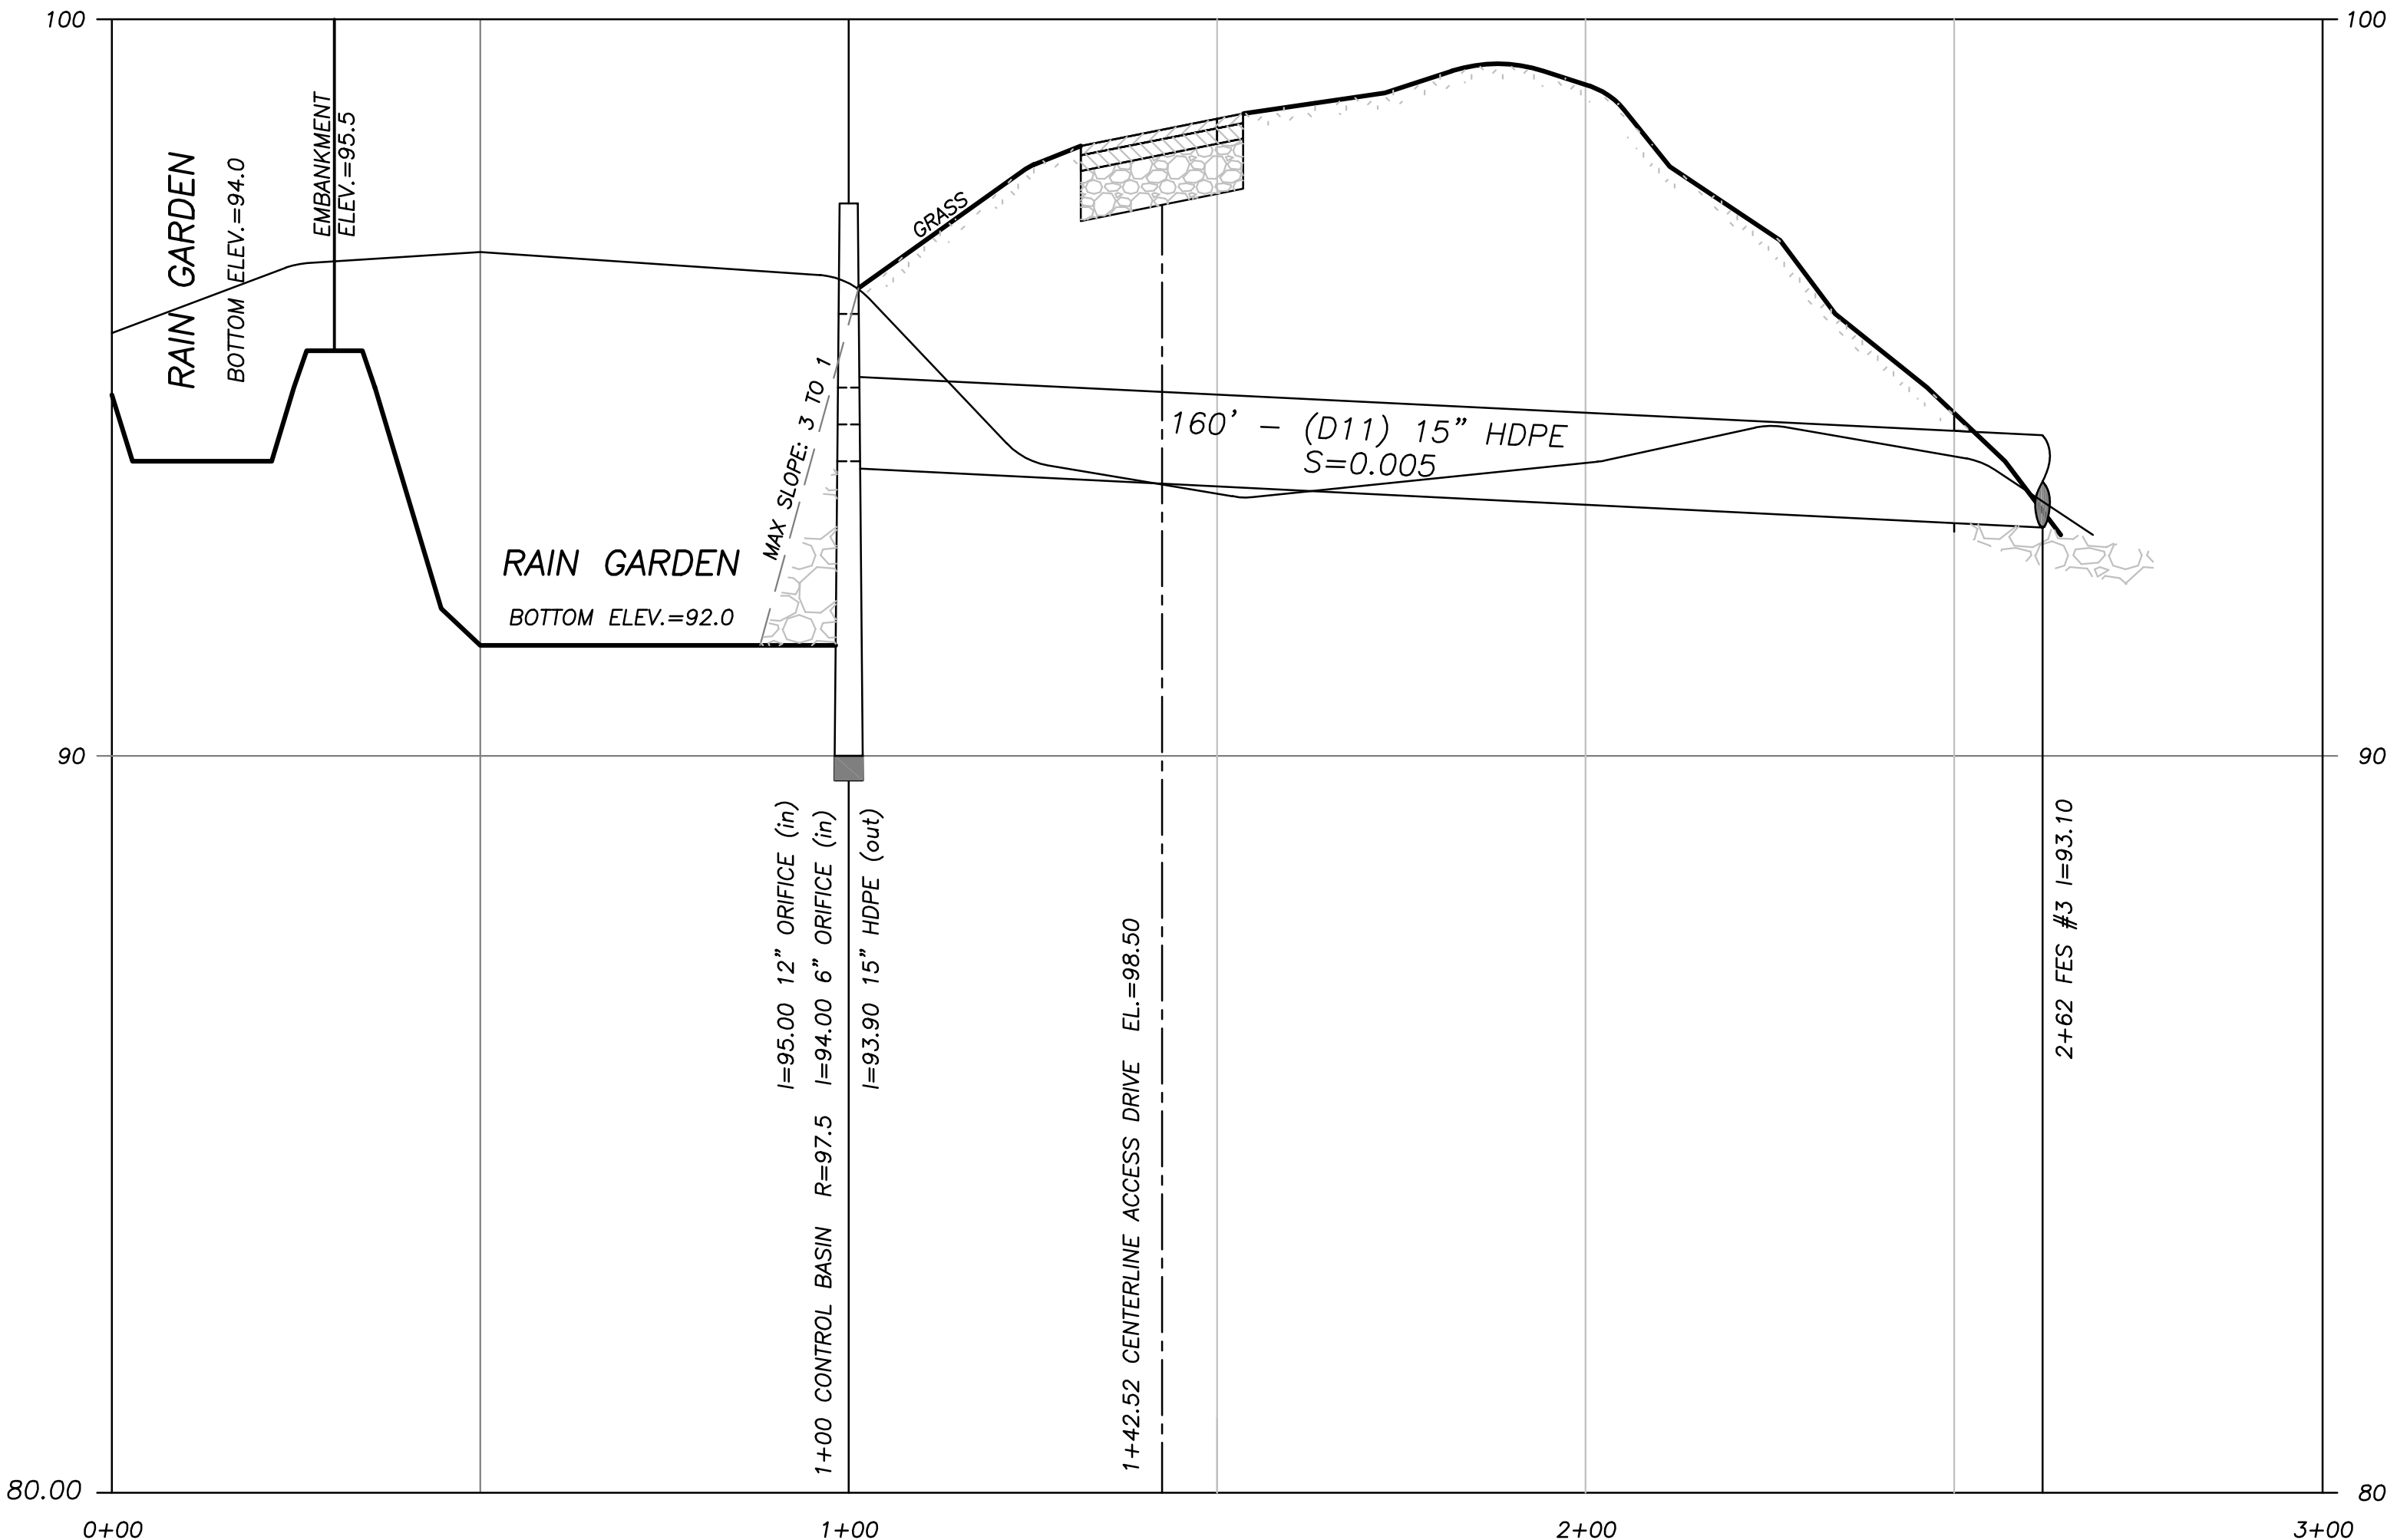 100
100
RAIN GARDEN
BOTTOM ELEV.=94.0
EMBANKMENT
ELEV.=95.5
GRASS
MAX SLOPE: 3 TO 1
160' - (D11) 15" HDPE
S=0.005
RAIN GARDEN
BOTTOM ELEV.=92.0
90
90
I=95.00 12" ORIFICE (in)
1+00 CONTROL BASIN R=97.5 I=94.00 6" ORIFICE (in)
I=93.90 15" HDPE (out)
1+42.52 CENTERLINE ACCESS DRIVE EL.=98.50
2+62 FES #3 I=93.10
80.00
80
0+00
1+00
2+00
3+00